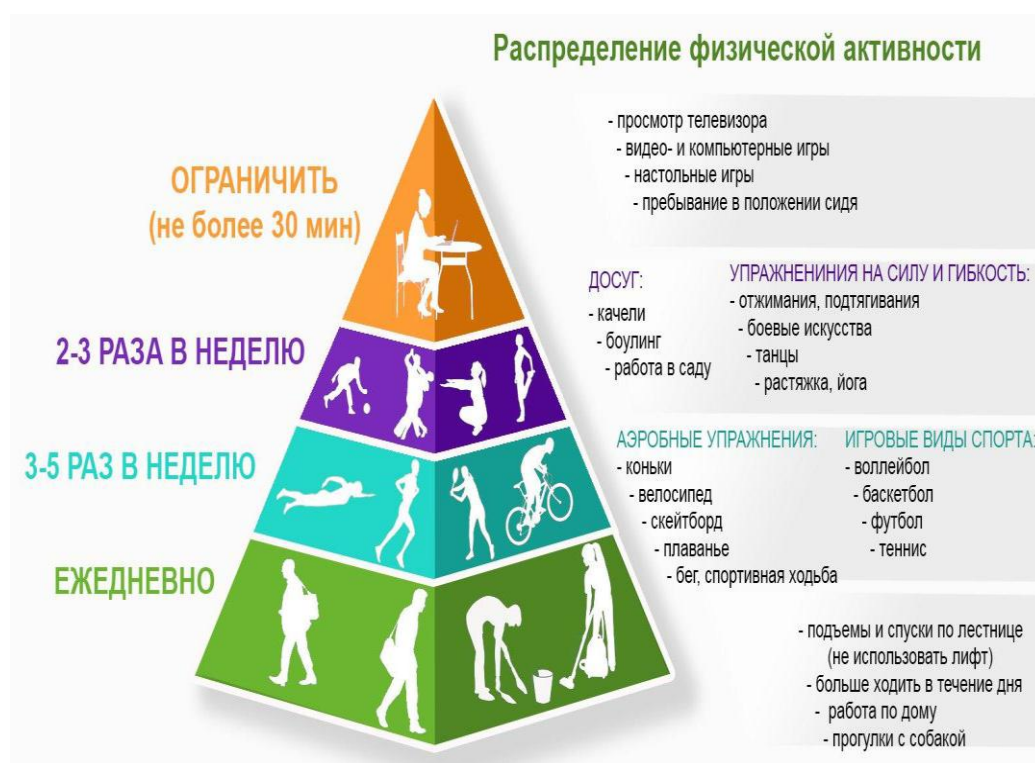 Распределение физической активности
ОГРАНИЧИТЬ
(не более 30 мин)
- просмотр телевизора
- видео- и компьютерные игры
- настольные игры
- пребывание в положении сидя
2-3 РАЗА В НЕДЕЛЮ
ДОСУГ:
- качели
- боулинг
- работа в саду
УПРАЖНЕНИНИЯ НА СИЛУ И ГИБКОСТЬ:
- отжимания, подтягивания
- боевые искусства
- танцы
- растяжка, йога
3-5 РАЗ В НЕДЕЛЮ
АЭРОБНЫЕ УПРАЖНЕНИЯ:
- коньки
- велосипед
- скейтборд
- плаванье
- бег, спортивная ходьба
ИГРОВЫЕ ВИДЫ СПОРТА:
- воллейбол
- баскетбол
- футбол
- теннис
ЕЖЕДНЕВНО
- подъемы и спуски по лестнице
(не использовать лифт)
- больше ходить в течение дня
- работа по дому
- прогулки с собакой